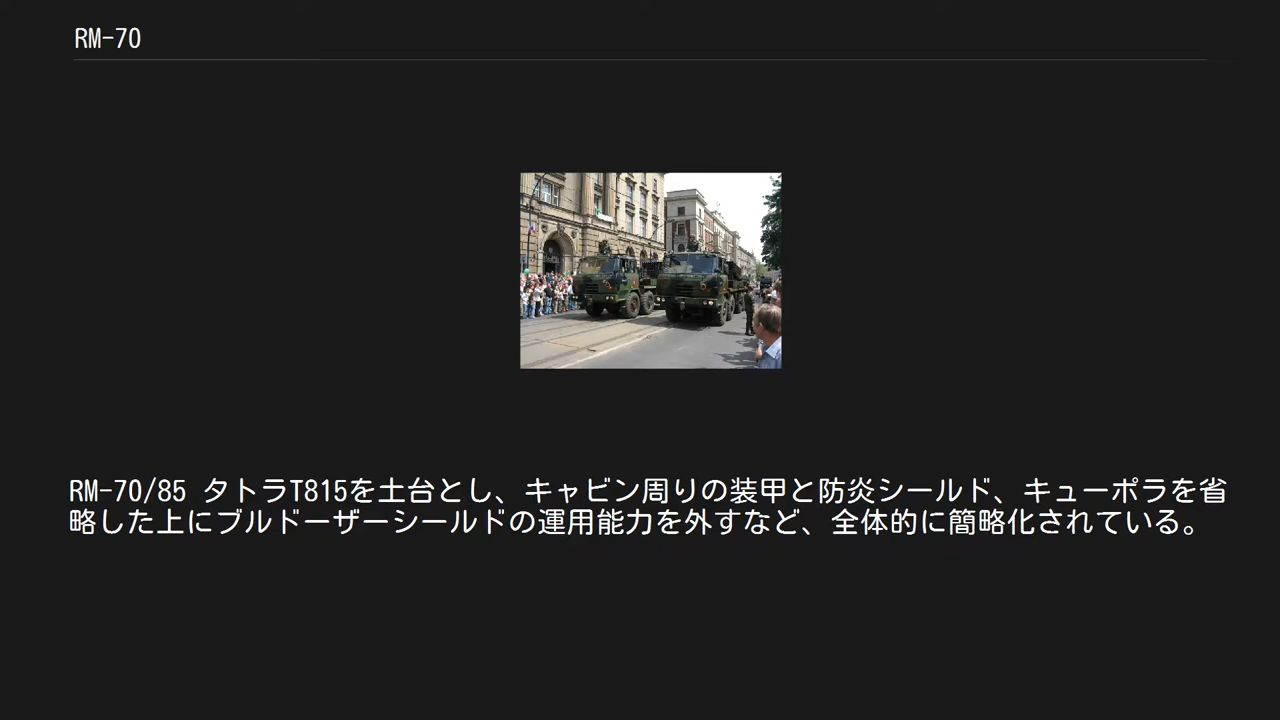 RM-70
RM-70/85 タトラT815を土台とし、キャビン周りの装甲と防炎シールド、キューポラを省
略した上にブルドーザーシールドの運用能力を外すなど、全体的に簡略化されている。